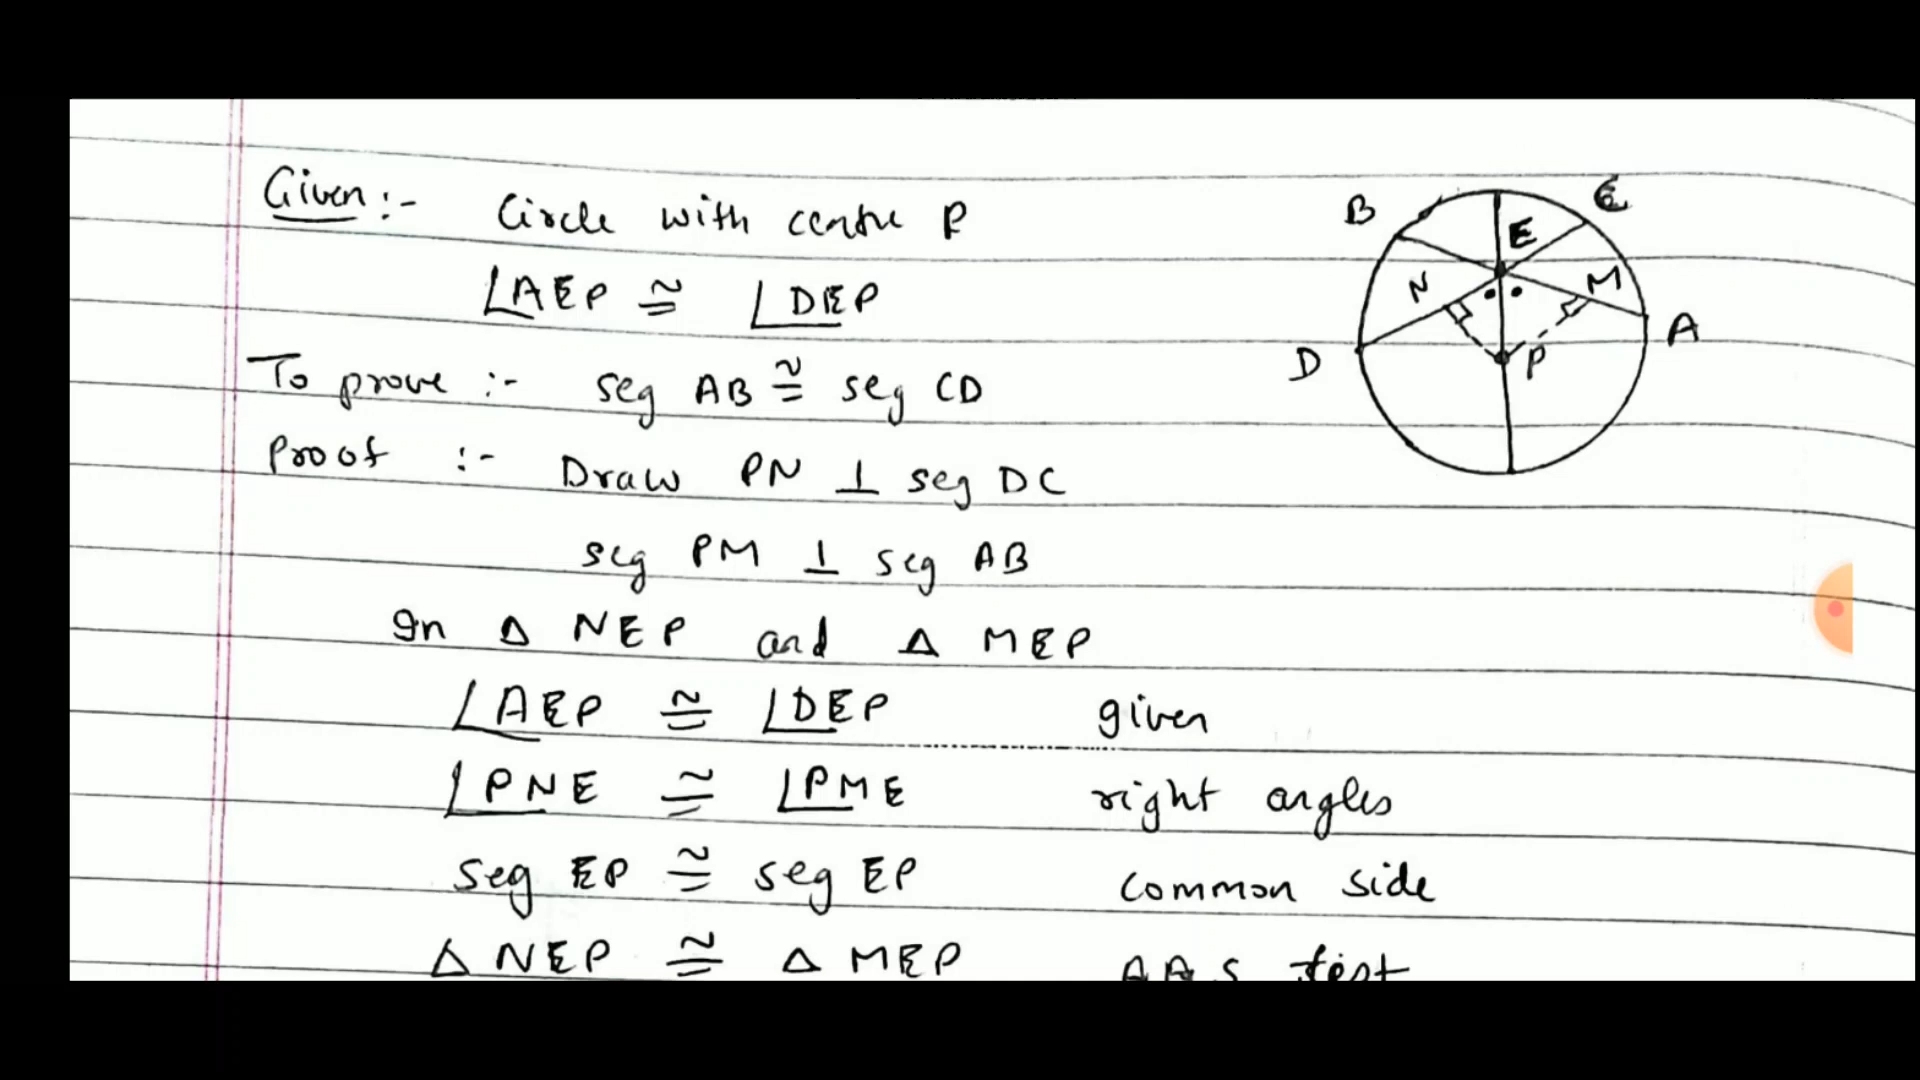 Given :- Circle with centre P
∠AEP ≅ ∠DEP
To prove :- seg AB ≅ seg CD
Proof :- Draw PN ⊥ seg DC
seg PM ⊥ seg AB
In Δ NEP and Δ MEP
∠AEP ≅ ∠DEP given
∠PNE ≅ ∠PME right angles
seg EP ≅ seg EP common side
Δ NEP ≅ Δ MEP AAS test
B
E
N
M
D
P
A